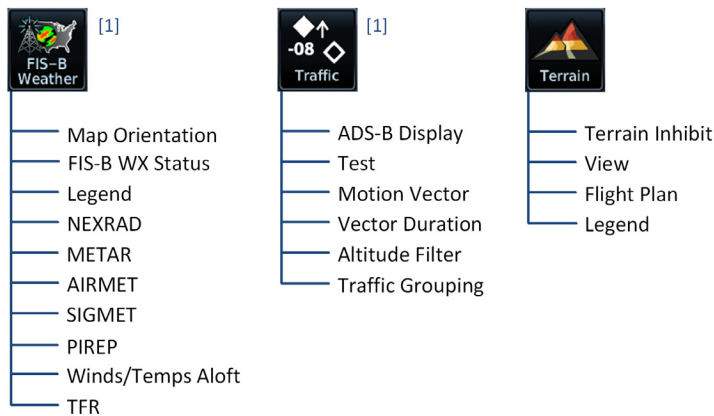 FIS-B
Weather
[1]
Map Orientation
FIS-B WX Status
Legend
NEXRAD
METAR
AIRMET
SIGMET
PIREP
Winds/Temps Aloft
TFR
-08
Traffic
[1]
ADS-B Display
Test
Motion Vector
Vector Duration
Altitude Filter
Traffic Grouping
Terrain
Terrain Inhibit
View
Flight Plan
Legend